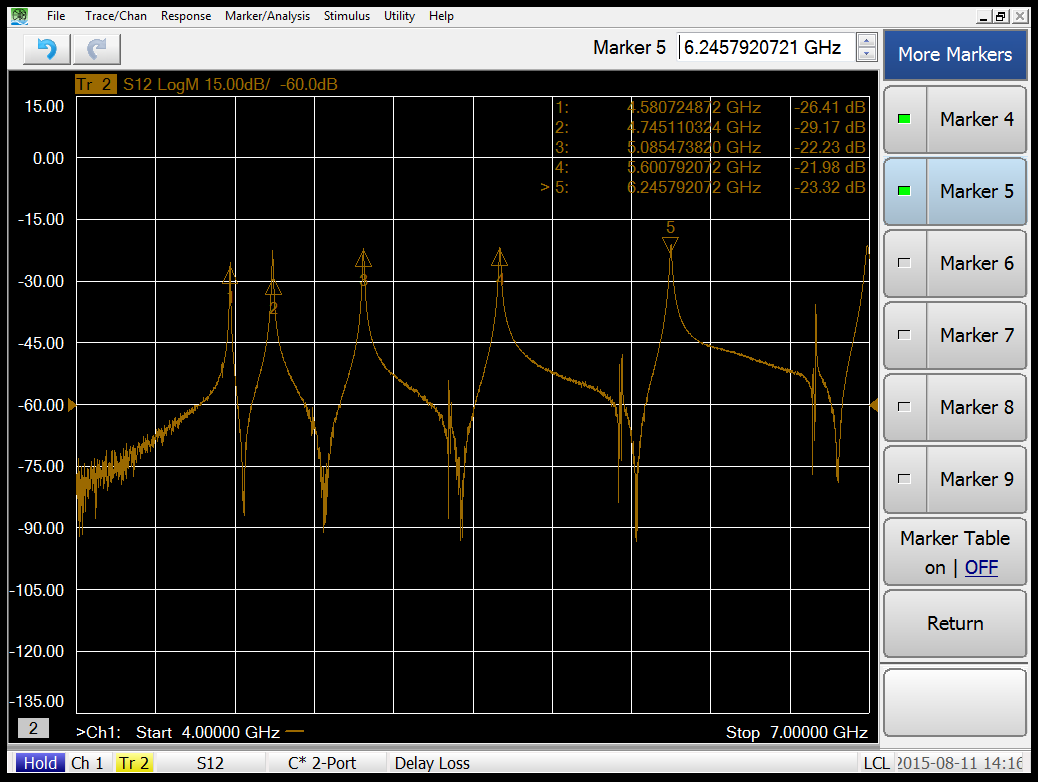 File Trace/Chan Response Marker/Analysis Stimulus Utility Help
Marker 5 6.2457920721 GHz
More Markers
Tr 2 S12 LogM 15.00dB/ -60.0dB
15.00
0.00
-15.00
-30.00
-45.00
-60.00
-75.00
-90.00
-105.00
-120.00
-135.00
1: 4.580724872 GHz -26.41 dB
2: 4.745110324 GHz -29.17 dB
3: 5.085473820 GHz -22.23 dB
4: 5.600792072 GHz -21.98 dB
> 5: 6.245792072 GHz -23.32 dB
5
2
3
Marker 4
Marker 5
Marker 6
Marker 7
Marker 8
Marker 9
Marker Table
on | OFF
Return
2 >Ch1: Start 4.00000 GHz Stop 7.00000 GHz
Hold Ch 1 Tr 2 S12 C* 2-Port Delay Loss LCL 2015-08-11 14:16